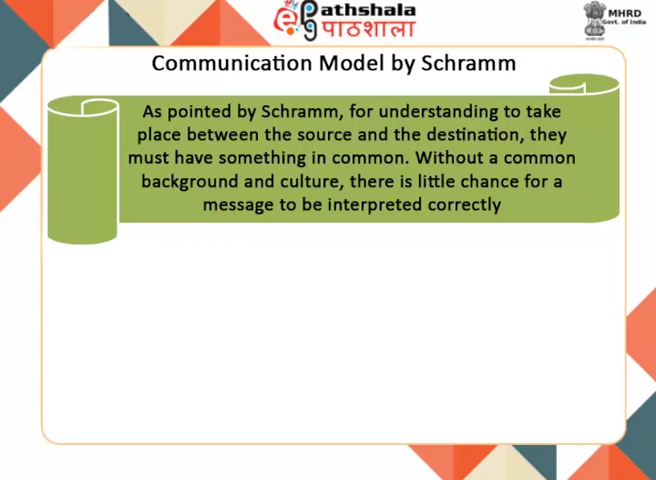 ePathshala
पाठशाला
MHRD
Govt. of India
Communication Model by Schramm
As pointed by Schramm, for understanding to take
place between the source and the destination, they
must have something in common. Without a common
background and culture, there is little chance for a
message to be interpreted correctly